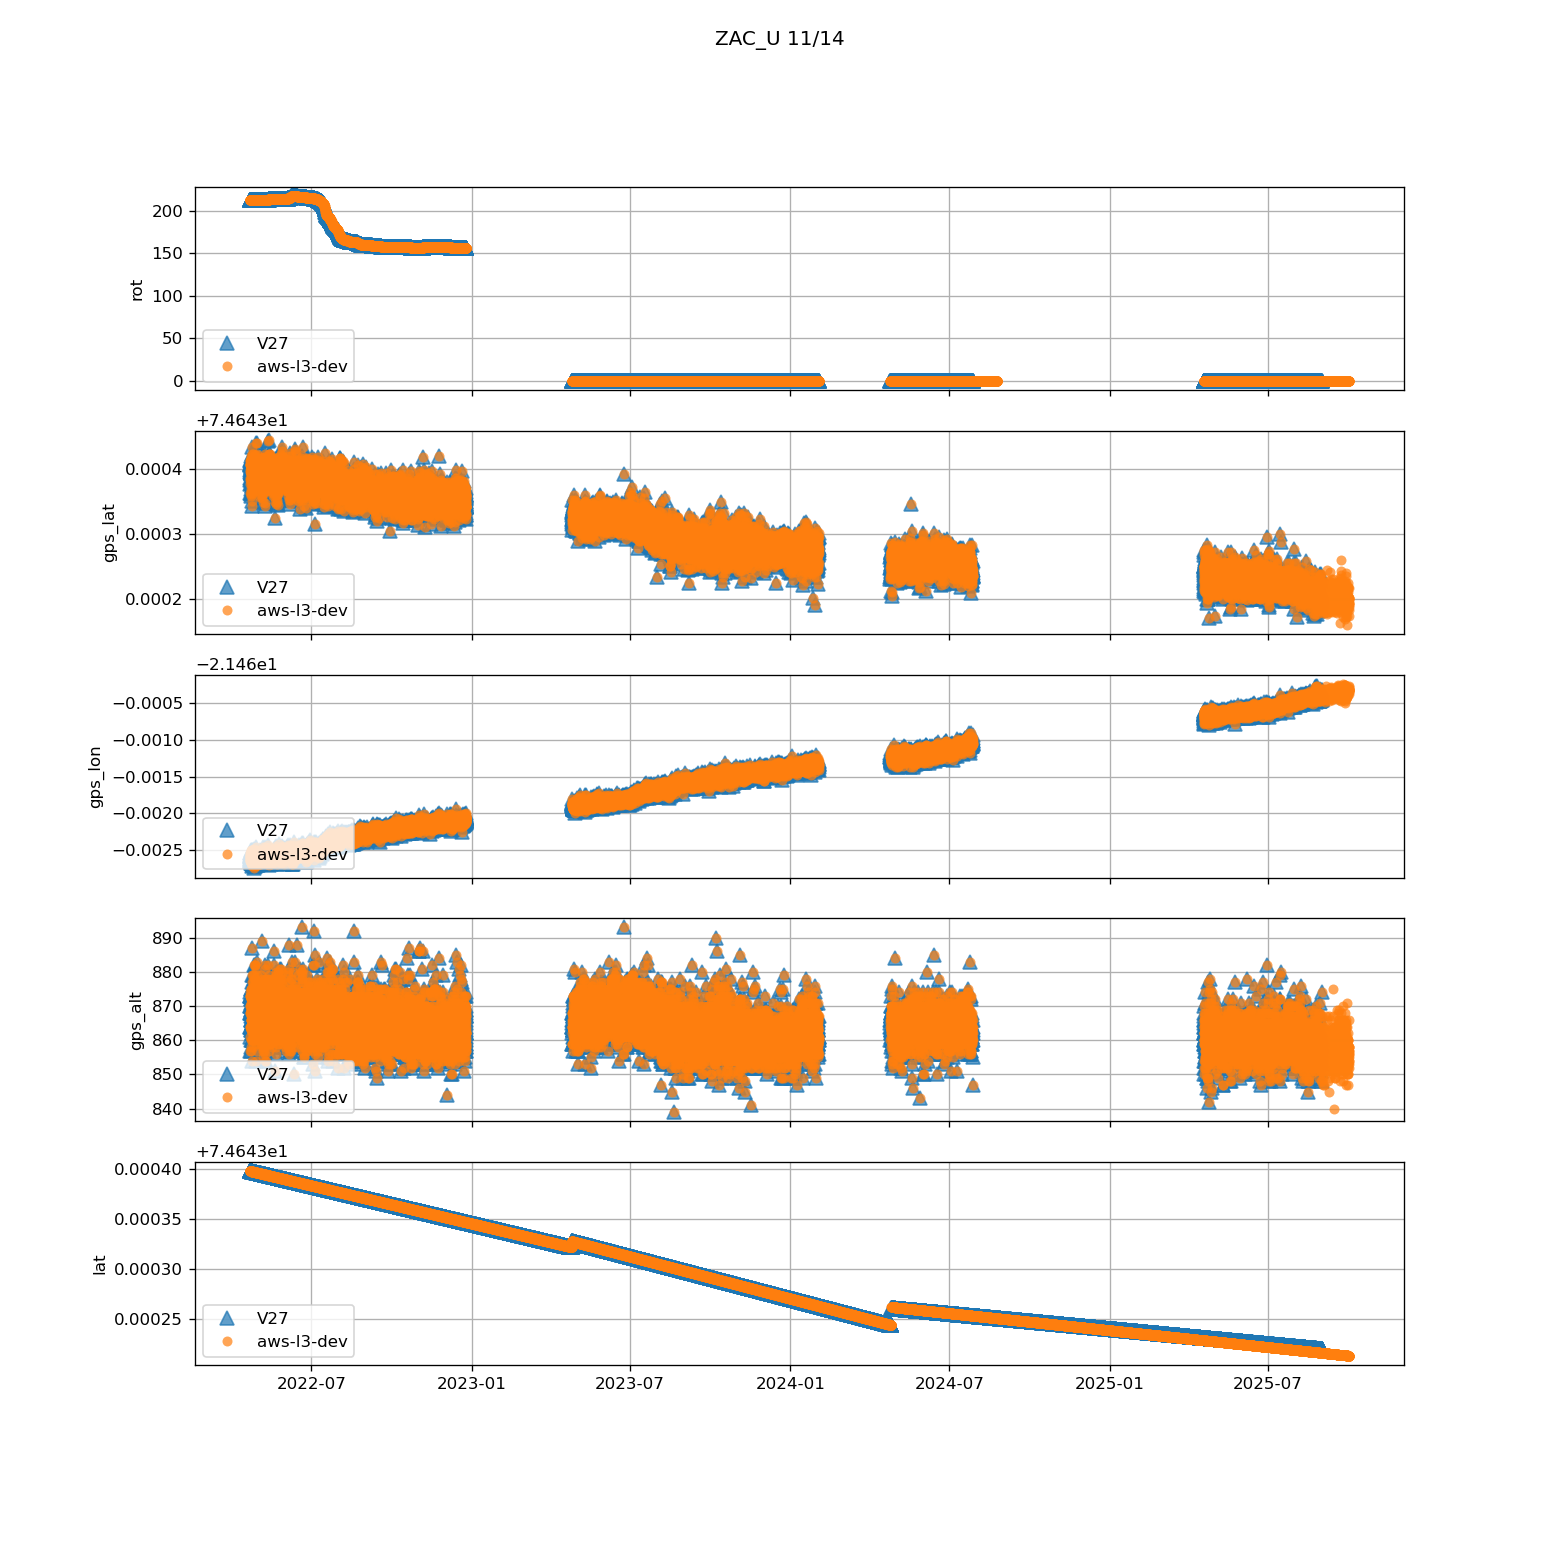 ZAC_U 11/14
200
150
100
50
0
rot
V27
aws-l3-dev
+7.4643e1
0.0004
0.0003
0.0002
gps_lat
V27
aws-l3-dev
−2.146e1
−0.0005
−0.0010
−0.0015
−0.0020
−0.0025
gps_lon
V27
aws-l3-dev
890
880
870
860
850
840
gps_alt
V27
aws-l3-dev
+7.4643e1
0.00040
0.00035
0.00030
0.00025
lat
V27
aws-l3-dev
2022-07
2023-01
2023-07
2024-01
2024-07
2025-01
2025-07